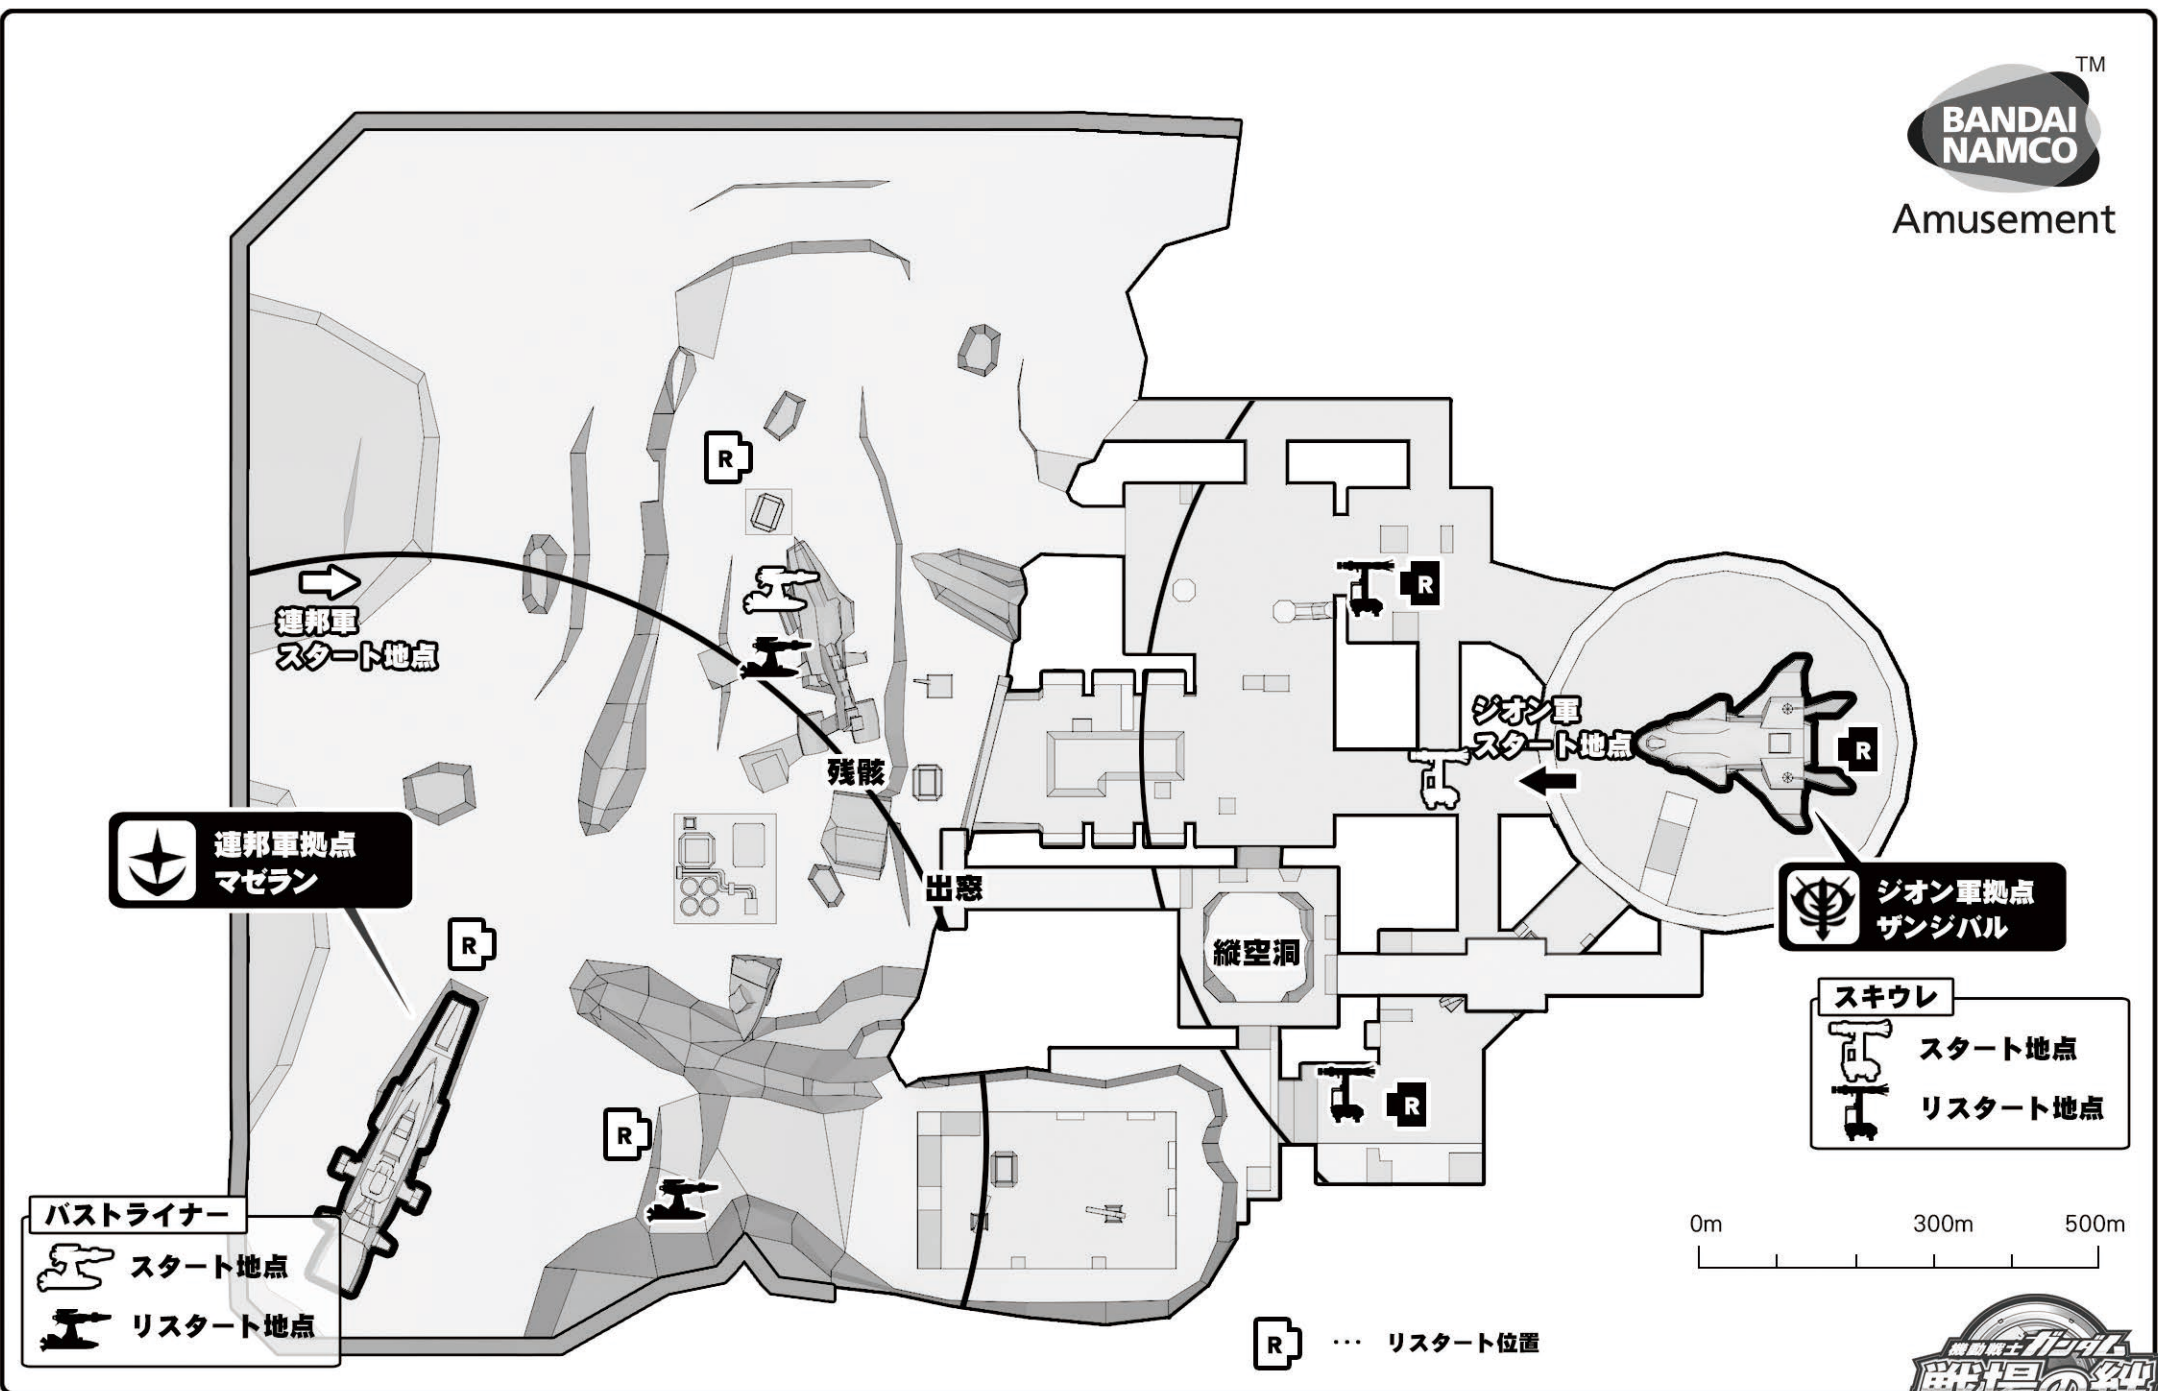 TM
BANDAI
NAMCO
Amusement
R
連邦軍
スタート地点
R
ジオン軍
スタート地点
R
残骸
連邦軍拠点
マゼラン
出窓
ジオン軍拠点
ザンジバル
R
縦空洞
スキウレ
スタート地点
リスタート地点
R
R
バストライナー
スタート地点
リスタート地点
0m
300m
500m
R
… リスタート位置
機動戦士ガンダム
戦場の絆